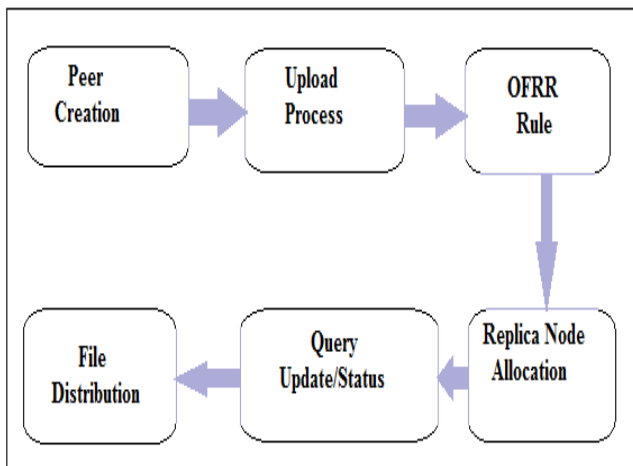 Peer
Creation
Upload
Process
OFRR
Rule
Replica Node
Allocation
Query
Update/Status
File
Distribution